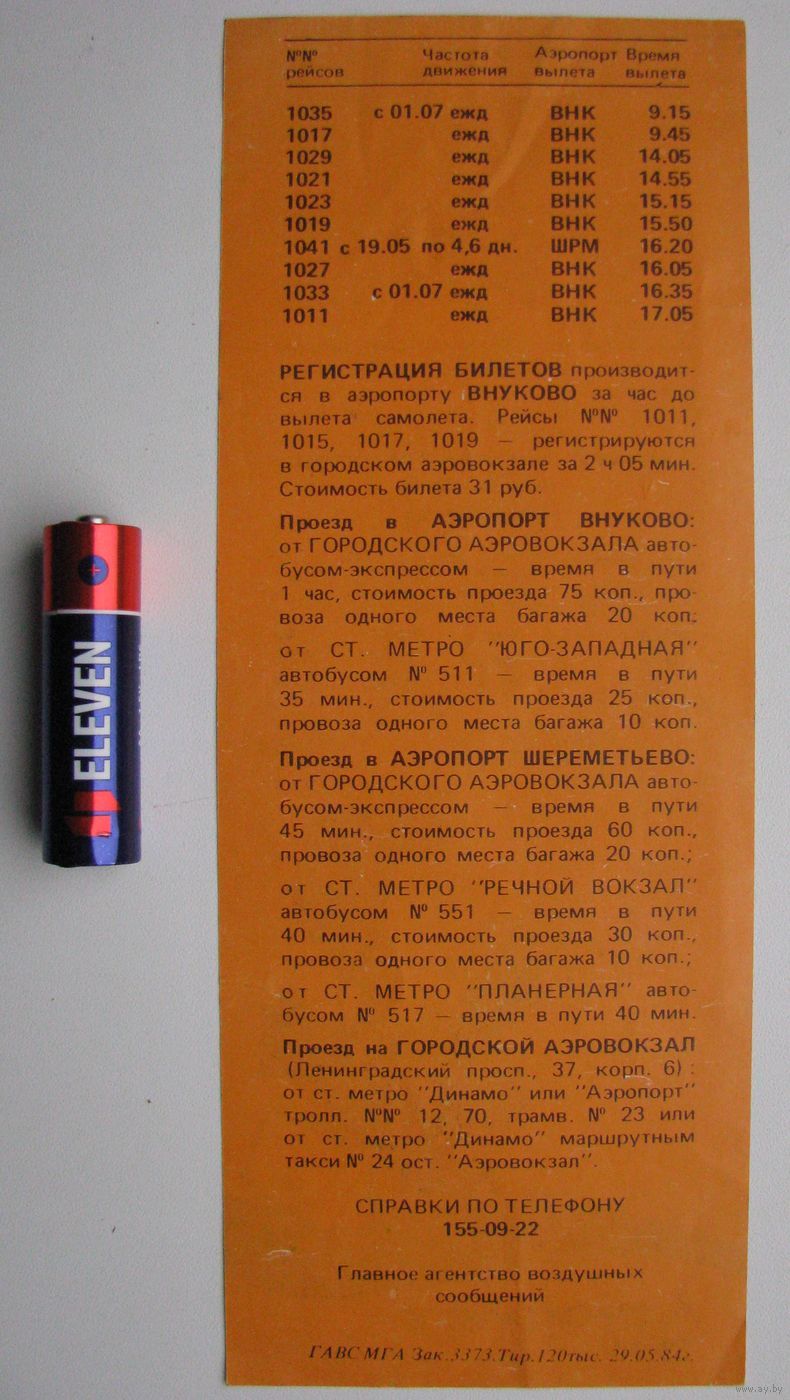 №№ Частота Аэропорт Время
рейсов движения вылета вылета
1035 с 01.07 ежд ВНК 9.15
1017 ежд ВНК 9.45
1029 ежд ВНК 14.05
1021 ежд ВНК 14.55
1023 ежд ВНК 15.15
1019 ежд ВНК 15.50
1041 с 19.05 по 4,6 дн. ШРМ 16.20
1027 ежд ВНК 16.05
1033 с 01.07 ежд ВНК 16.35
1011 ежд ВНК 17.05
РЕГИСТРАЦИЯ БИЛЕТОВ производит-
ся в аэропорту ВНУКОВО за час до
вылета самолета. Рейсы №№ 1011,
1015, 1017, 1019 — регистрируются
в городском аэровокзале за 2 ч 05 мин.
Стоимость билета 31 руб.
Проезд в АЭРОПОРТ ВНУКОВО:
от ГОРОДСКОГО АЭРОВОКЗАЛА авто-
бусом-экспрессом — время в пути
1 час, стоимость проезда 75 коп., про-
воза одного места багажа 20 коп.;
от СТ. МЕТРО "ЮГО-ЗАПАДНАЯ"
автобусом № 511 — время в пути
35 мин., стоимость проезда 25 коп.,
провоза одного места багажа 10 коп.
Проезд в АЭРОПОРТ ШЕРЕМЕТЬЕВО:
от ГОРОДСКОГО АЭРОВОКЗАЛА авто-
бусом-экспрессом — время в пути
45 мин., стоимость проезда 60 коп.,
провоза одного места багажа 20 коп.;
от СТ. МЕТРО "РЕЧНОЙ ВОКЗАЛ"
автобусом № 551 — время в пути
40 мин., стоимость проезда 30 коп.,
провоза одного места багажа 10 коп.;
от СТ. МЕТРО "ПЛАНЕРНАЯ" авто-
бусом № 517 — время в пути 40 мин.
Проезд на ГОРОДСКОЙ АЭРОВОКЗАЛ
(Ленинградский просп., 37, корп. 6) :
от ст. метро "Динамо" или "Аэропорт"
тролл. №№ 12, 70, трамв. № 23 или
от ст. метро "Динамо" маршрутным
такси № 24 ост. "Аэровокзал".
СПРАВКИ ПО ТЕЛЕФОНУ
155-09-22
Главное агентство воздушных
сообщений
ГАВС МГА Зак.3373.Тир.120тыс. 29.05.84г.
ELEVEN
www.ay.by